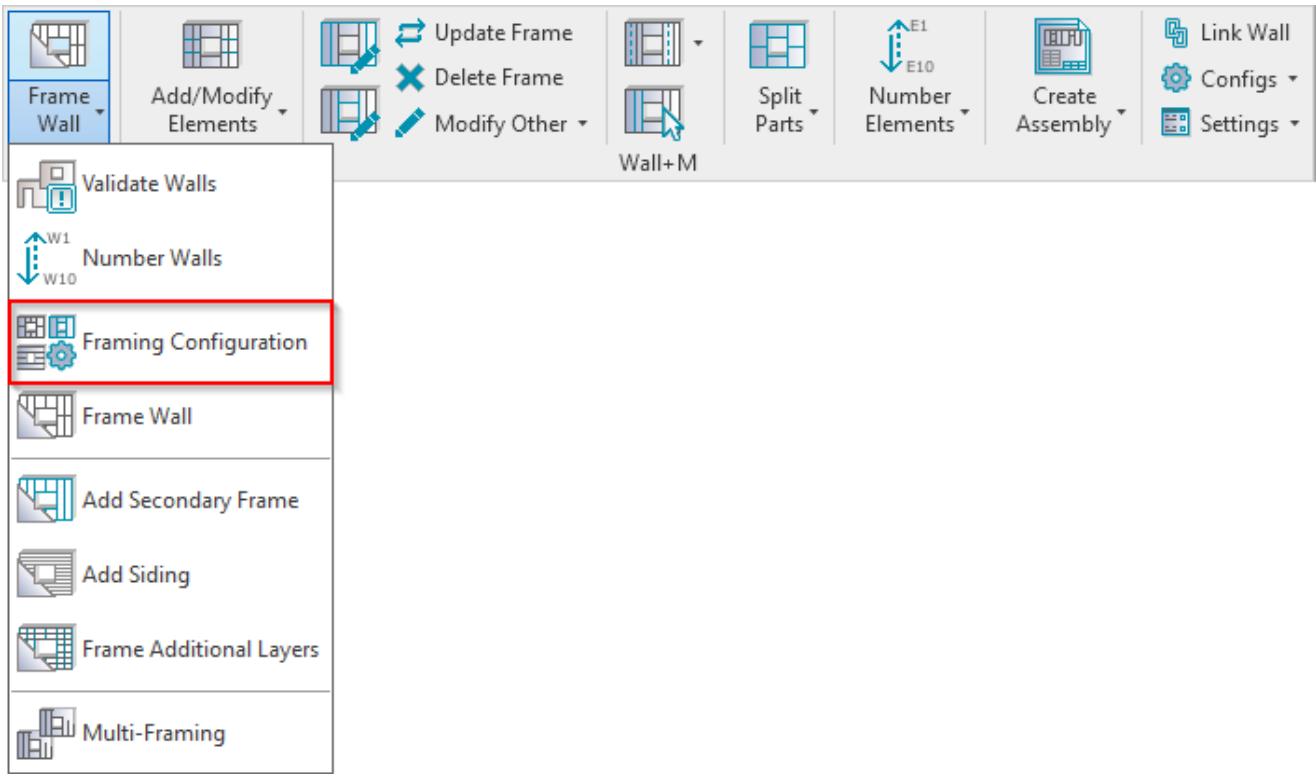 Frame
Wall
Add/Modify
Elements
Update Frame
Delete Frame
Modify Other
Split
Parts
E1
E10
Number
Elements
Create
Assembly
Link Wall
Configs
Settings
Wall+M
Validate Walls
W1
W10
Number Walls
Framing Configuration
Frame Wall
Add Secondary Frame
Add Siding
Frame Additional Layers
Multi-Framing